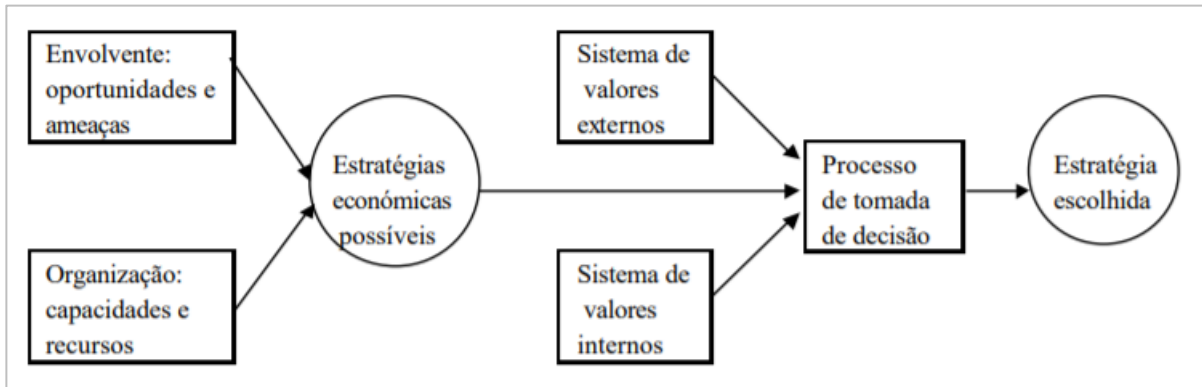 Envolvente:
oportunidades e
ameaças
Organização:
capacidades e
recursos
Estratégias
económicas
possíveis
Sistema de
valores
externos
Sistema de
valores
internos
Processo
de tomada
de decisão
Estratégia
escolhida